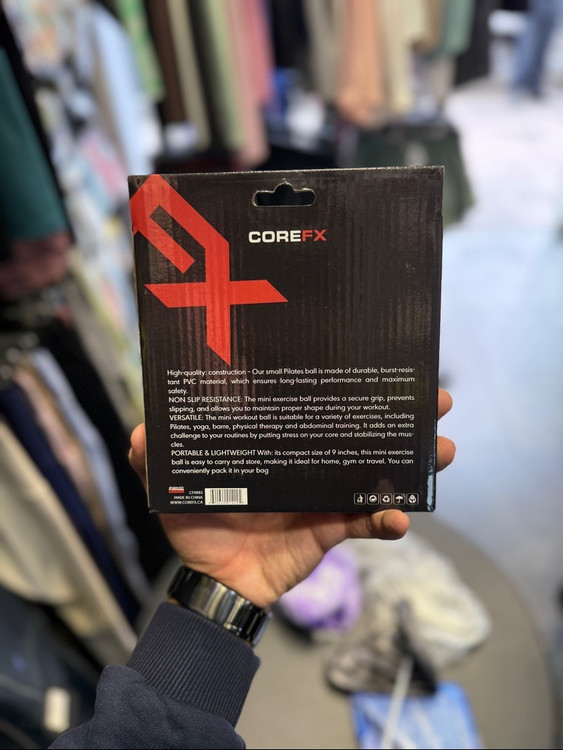 COREFX
High-quality: construction - Our small Pilates ball is made of durable, burst-resis-
tant PVC material, which ensures long-lasting performance and maximum
safety.
NON SLIP RESISTANCE: The mini exercise ball provides a secure grip, prevents
slipping, and allows you to maintain proper shape during your workout.
VERSATILE: The mini workout ball is suitable for a variety of exercises, including
Pilates, yoga, barre, physical therapy and abdominal training. It adds an extra
challenge to your routines by putting stress on your core and stabilizing the mus-
cles.
PORTABLE & LIGHTWEIGHT With: its compact size of 9 inches, this mini exercise
ball is easy to carry and store, making it ideal for home, gym or travel. You can
conveniently pack it in your bag
MADE IN CHINA
WWW.COREFX.CA